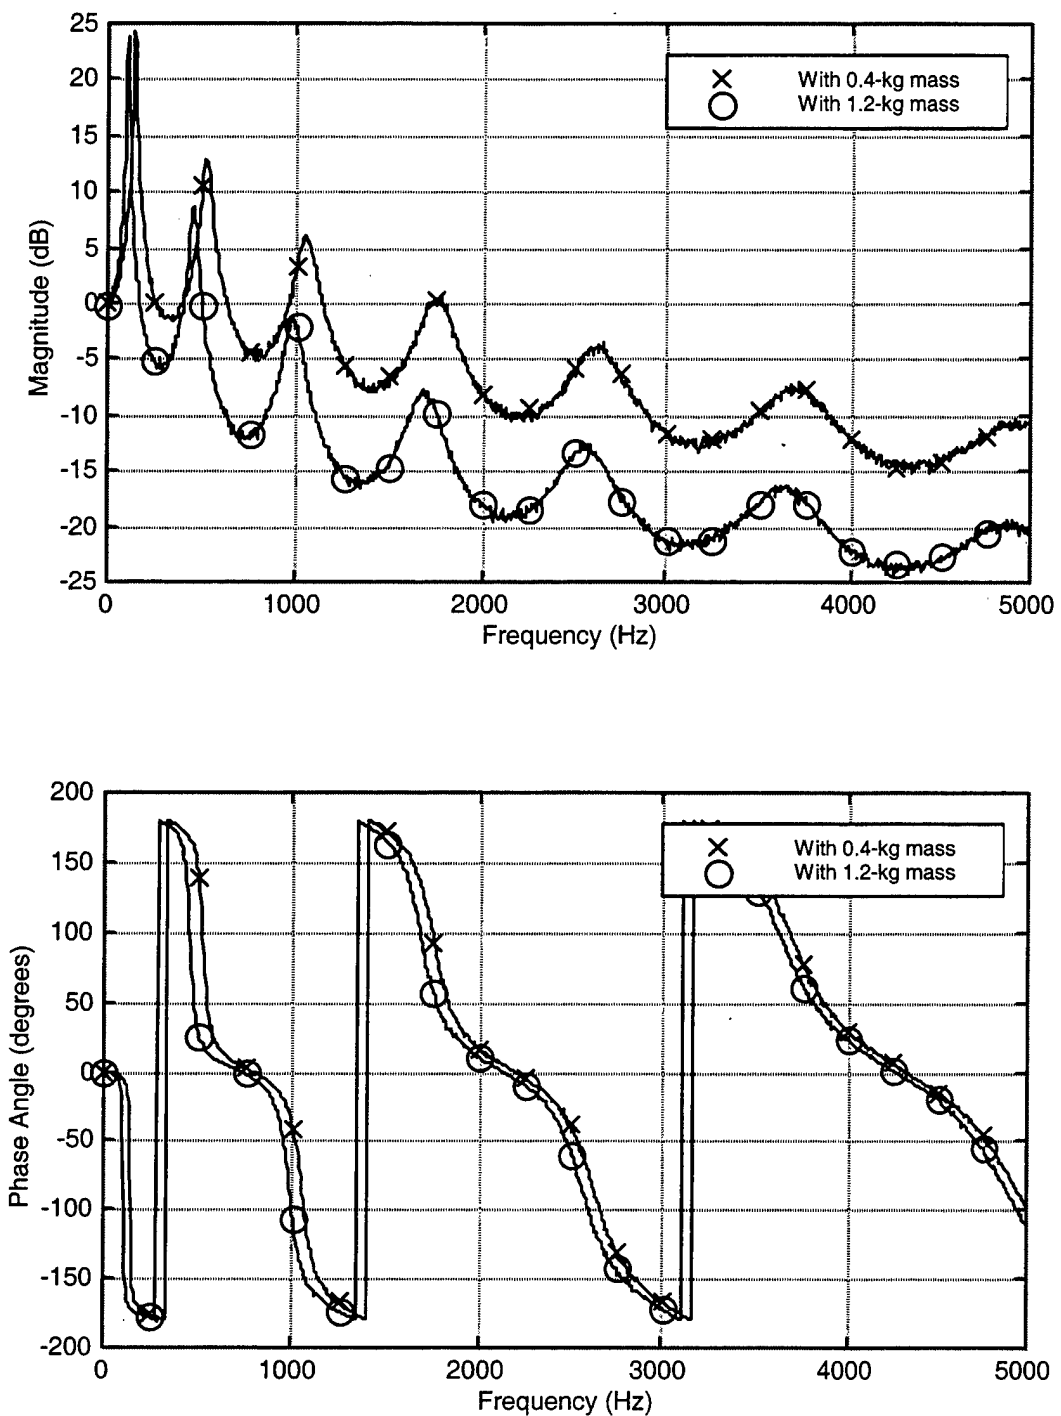 25
20
15
10
5
0
-5
-10
-15
-20
-25
Magnitude (dB)
With 0.4-kg mass
With 1.2-kg mass
0 1000 2000 3000 4000 5000
Frequency (Hz)
200
150
100
50
0
-50
-100
-150
-200
Phase Angle (degrees)
With 0.4-kg mass
With 1.2-kg mass
0 1000 2000 3000 4000 5000
Frequency (Hz)